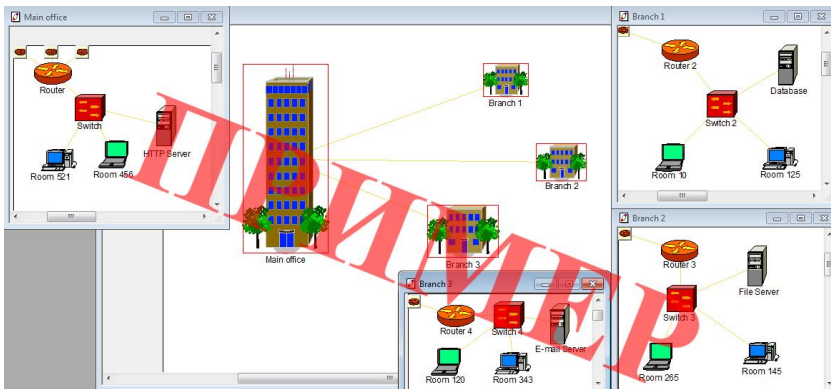 Main office
Router
Switch
HTTP Server
Room 521
Room 456
Main office
Branch 1
Branch 2
Branch 3
Branch 1
Router 2
Database
Switch 2
Room 10
Room 125
Branch 2
Router 3
File Server
Switch 3
Room 265
Room 145
Branch 3
Router 4
Switch 4
E-mail Server
Room 120
Room 343
ПРИМЕР